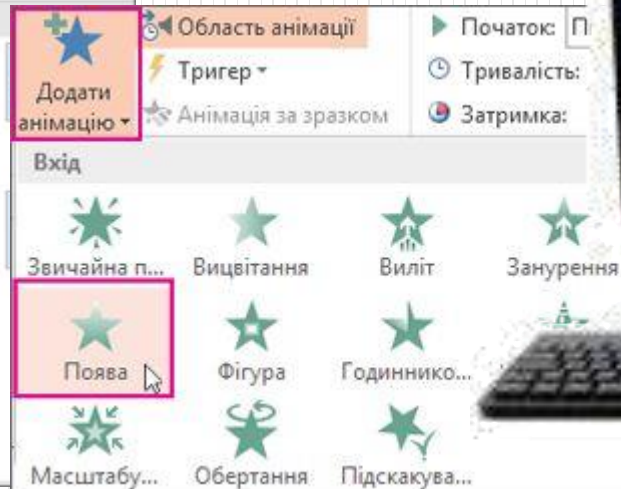 Додати
анімацію
Область анімації
Тригер
Анімація за зразком
Початок:
Тривалість:
Затримка:
Вхід
Звичайна п...
Вицвітання
Виліт
Занурення
Поява
Фігура
Годиннико...
Масштабу...
Обертання
Підскакува...